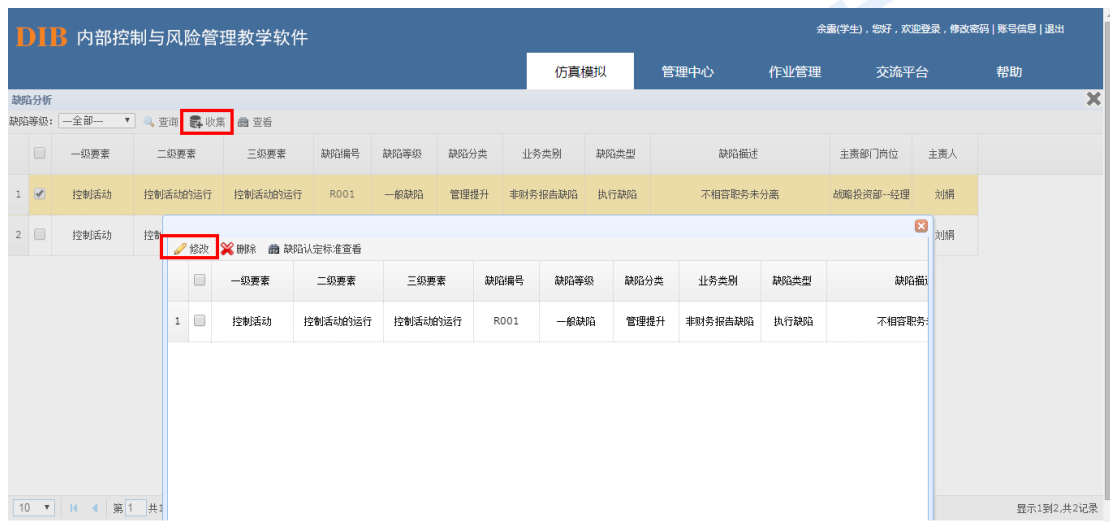 DIB 内部控制与风险管理教学软件
余露(学生)，您好，欢迎登录，修改密码 | 账号信息 | 退出
仿真模拟 管理中心 作业管理 交流平台 帮助
缺陷分析
缺陷等级: ---全部--- 查询 收集 查看
一级要素 二级要素 三级要素 缺陷编号 缺陷等级 缺陷分类 业务类别 缺陷类型 缺陷描述 主责部门岗位 主责人
1 控制活动 控制活动的运行 控制活动的运行 R001 一般缺陷 管理提升 非财务报告缺陷 执行缺陷 不相容职务未分离 战略投资部--经理 刘娟
2 控制活动 控制 刘娟
修改 删除 缺陷认定标准查看
一级要素 二级要素 三级要素 缺陷编号 缺陷等级 缺陷分类 业务类别 缺陷类型 缺陷描
1 控制活动 控制活动的运行 控制活动的运行 R001 一般缺陷 管理提升 非财务报告缺陷 执行缺陷 不相容职务
10 第 1 共1 显示1到2,共2记录